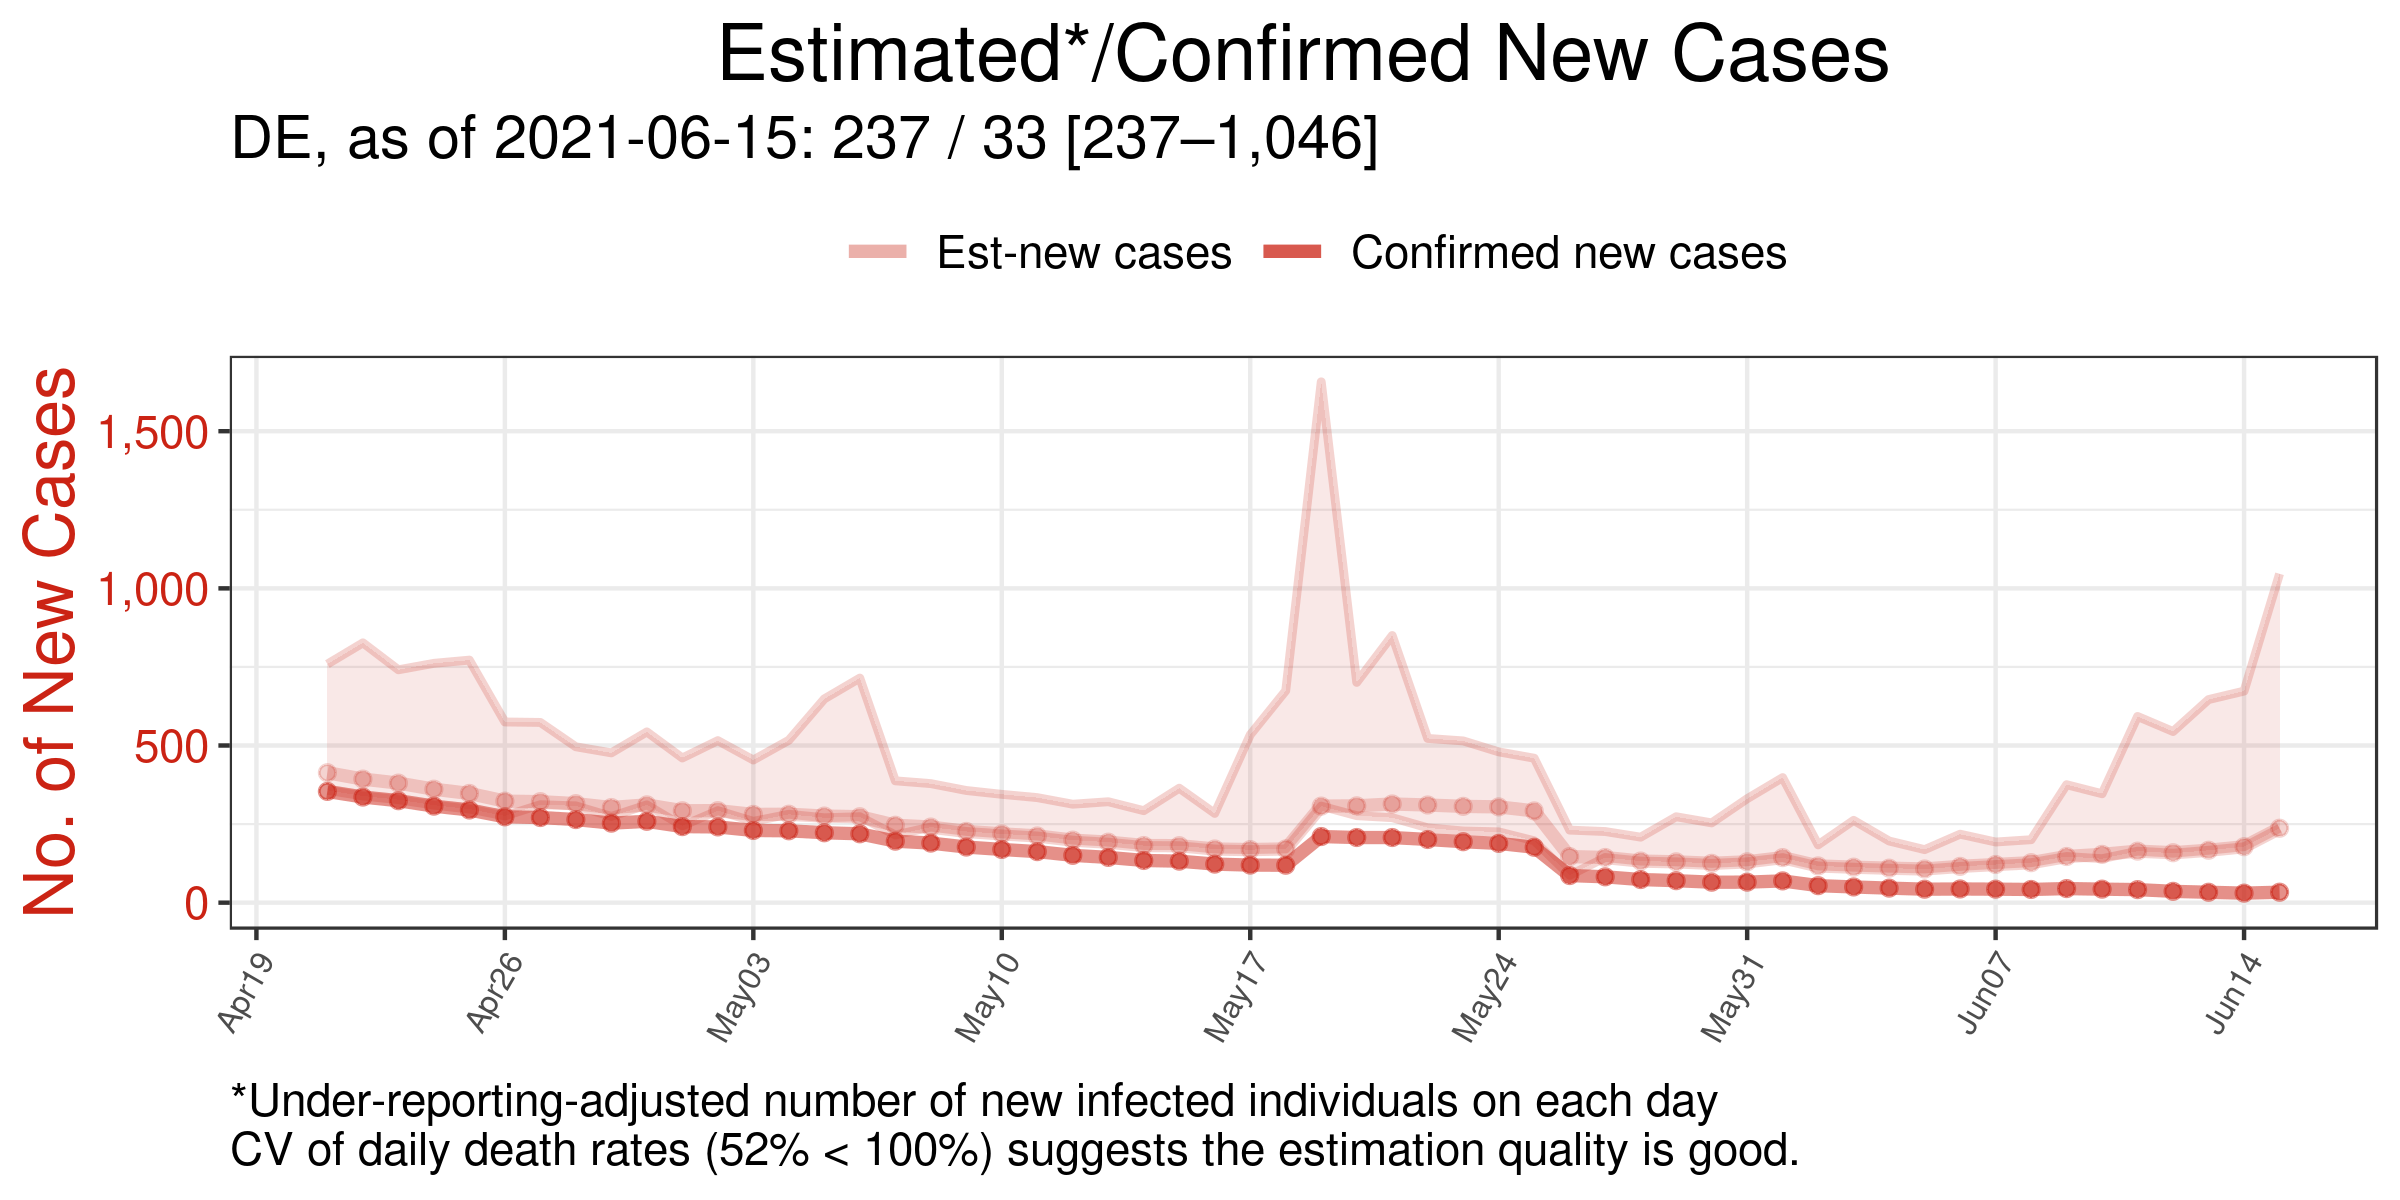 Estimated*/Confirmed New Cases
DE, as of 2021-06-15: 237 / 33 [237–1,046]
Est-new cases Confirmed new cases
No. of New Cases
1,500
1,000
500
0
Apr19 Apr26 May03 May10 May17 May24 May31 Jun07 Jun14
*Under-reporting-adjusted number of new infected individuals on each day
CV of daily death rates (52% < 100%) suggests the estimation quality is good.